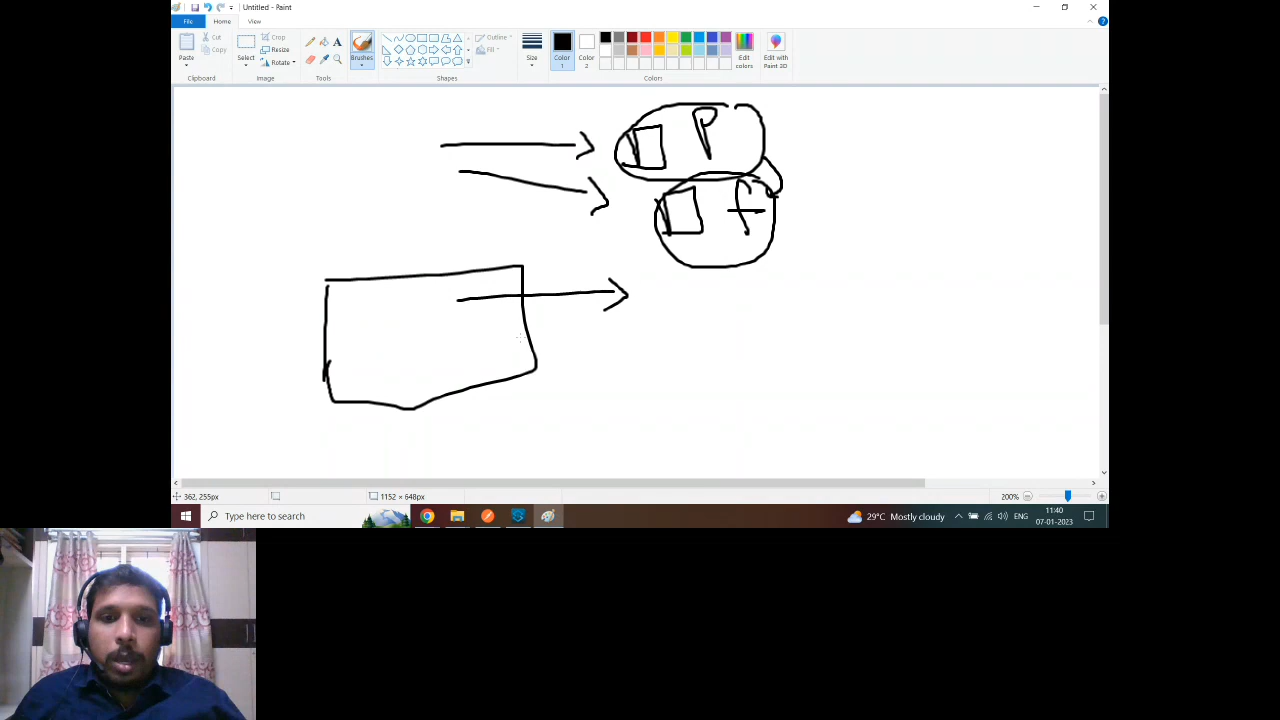 Untitled - Paint
File Home View
Cut
Copy
Paste
Clipboard
Select
Crop
Resize
Rotate
Image
Tools
Brushes
Outline
Fill
Shapes
Size
Color 1
Color 2
Edit colors
Edit with Paint 3D
Colors
P
f
362, 255px
1152 × 648px
200%
Type here to search
29°C Mostly cloudy
ENG
11:40
07-01-2023